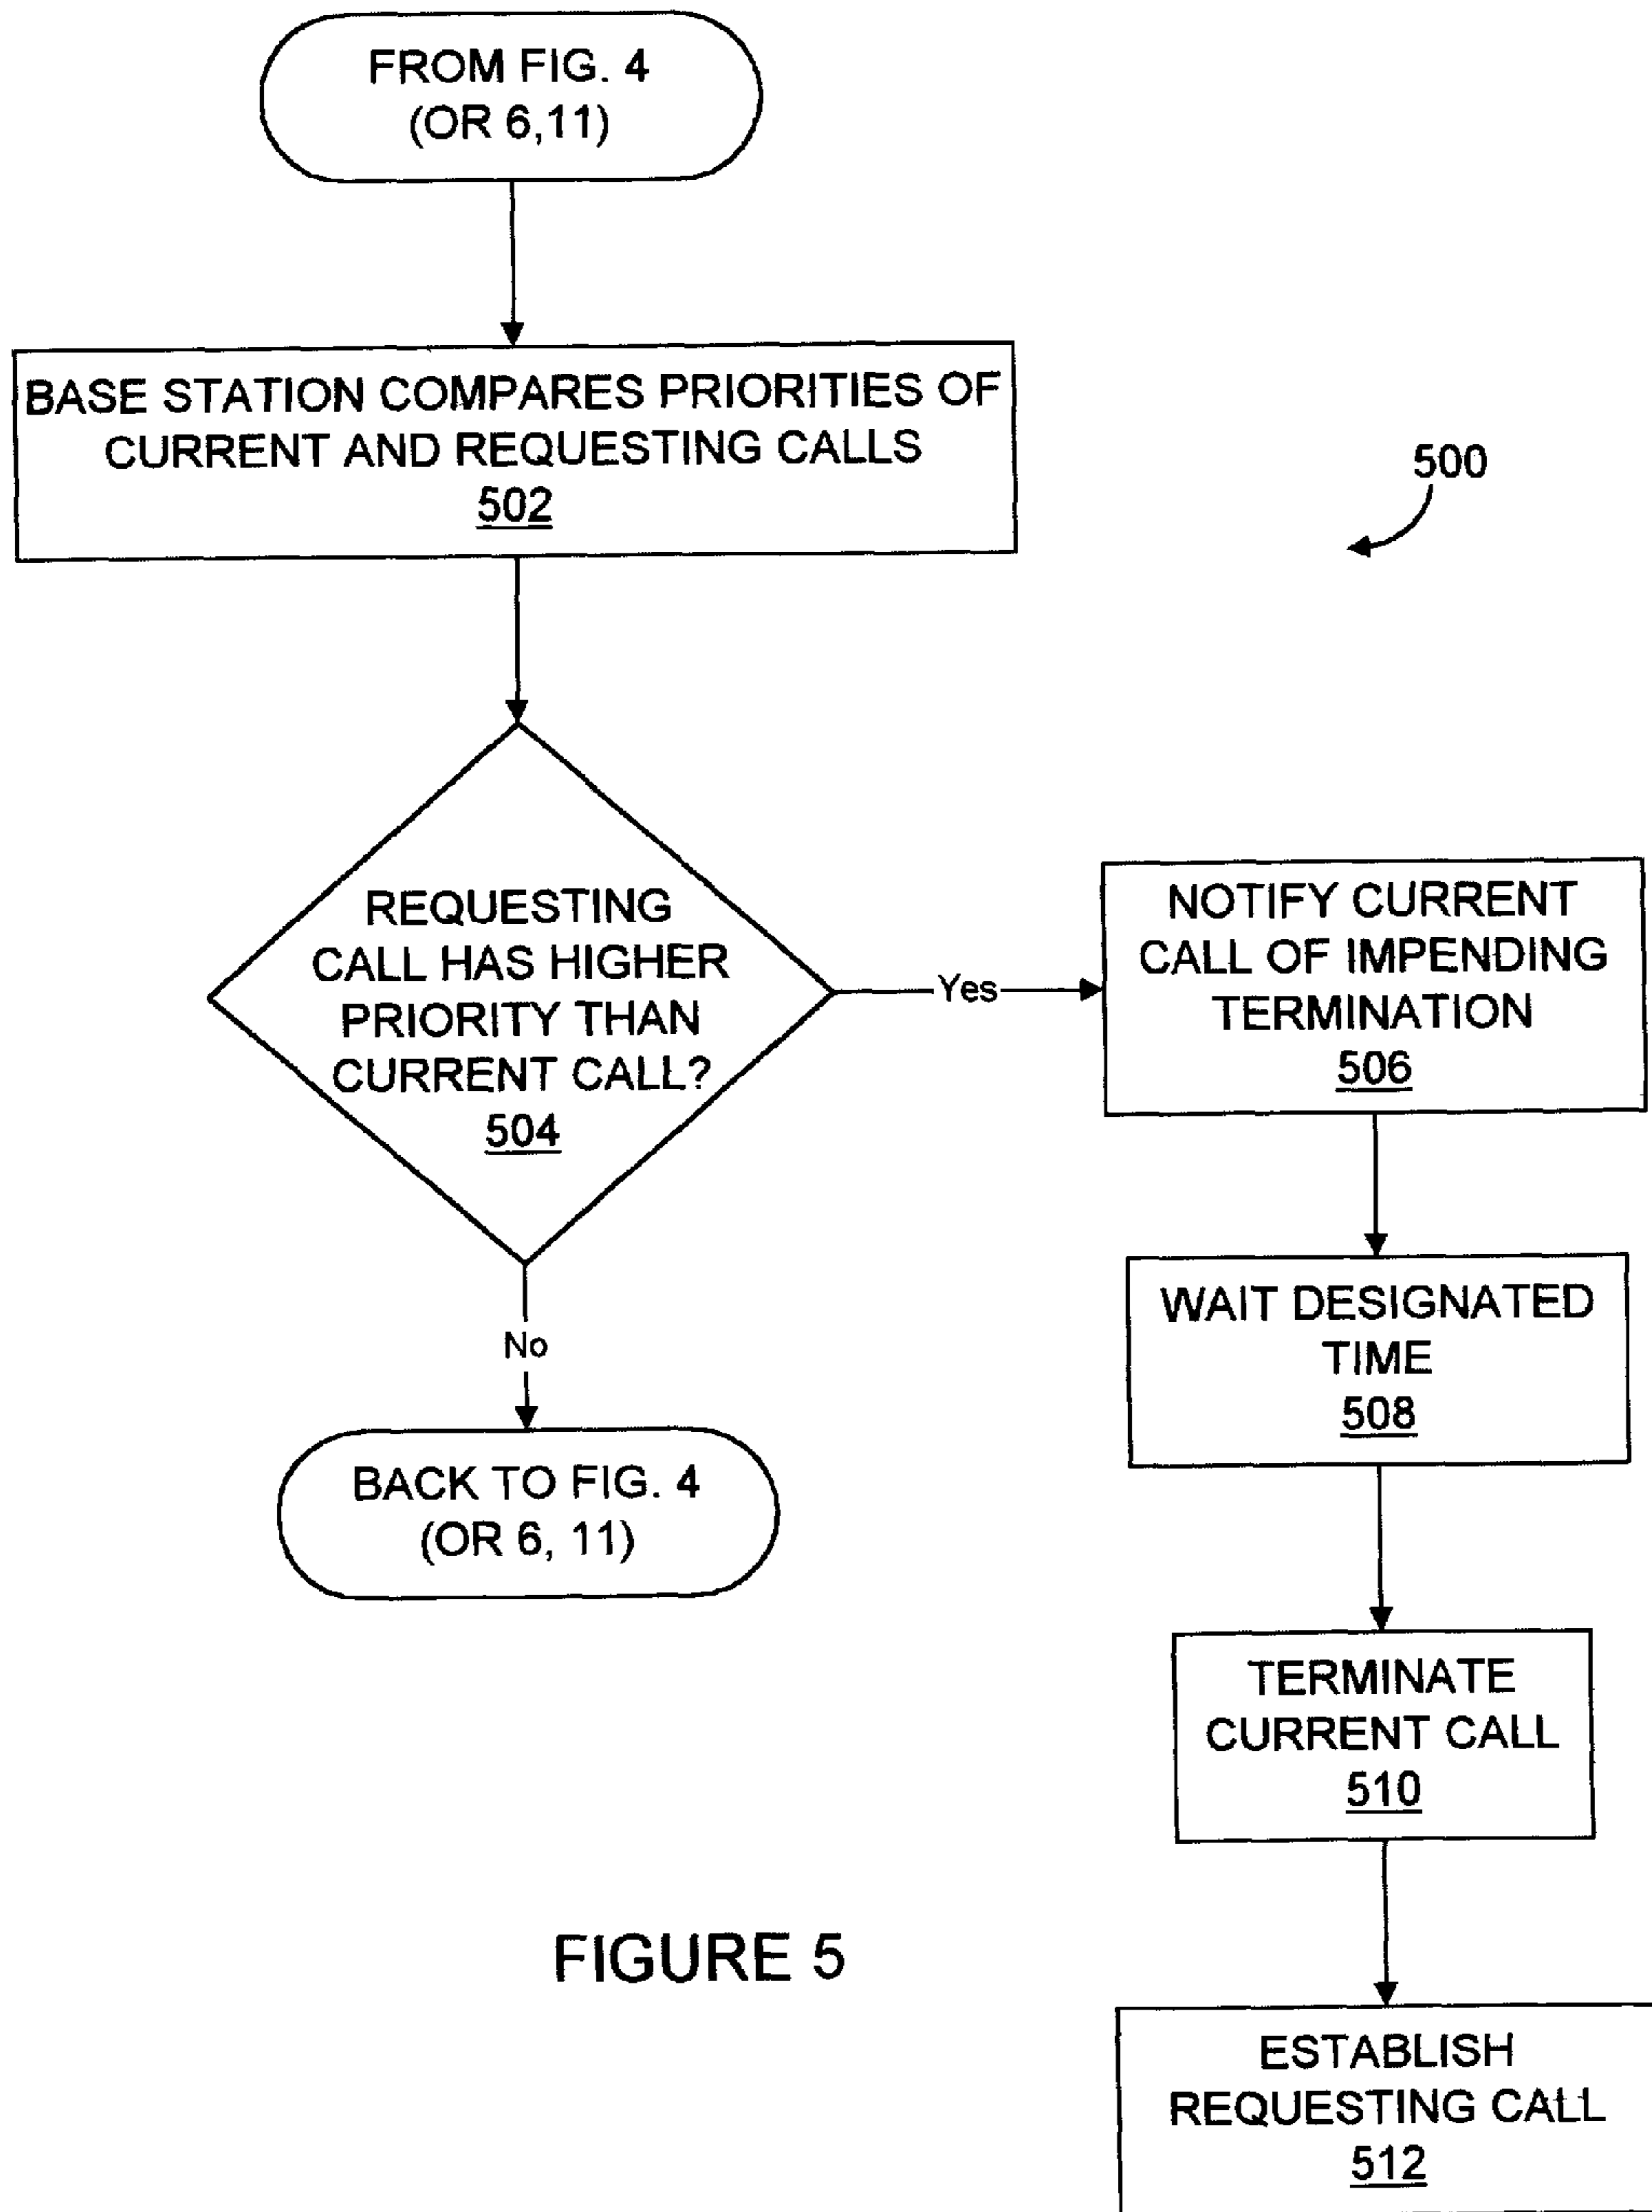 FROM FIG. 4
(OR 6,11)
BASE STATION COMPARES PRIORITIES OF
CURRENT AND REQUESTING CALLS
502
500
REQUESTING
CALL HAS HIGHER
PRIORITY THAN
CURRENT CALL?
504
Yes
NOTIFY CURRENT
CALL OF IMPENDING
TERMINATION
506
WAIT DESIGNATED
TIME
508
No
BACK TO FIG. 4
(OR 6, 11)
TERMINATE
CURRENT CALL
510
FIGURE 5
ESTABLISH
REQUESTING CALL
512